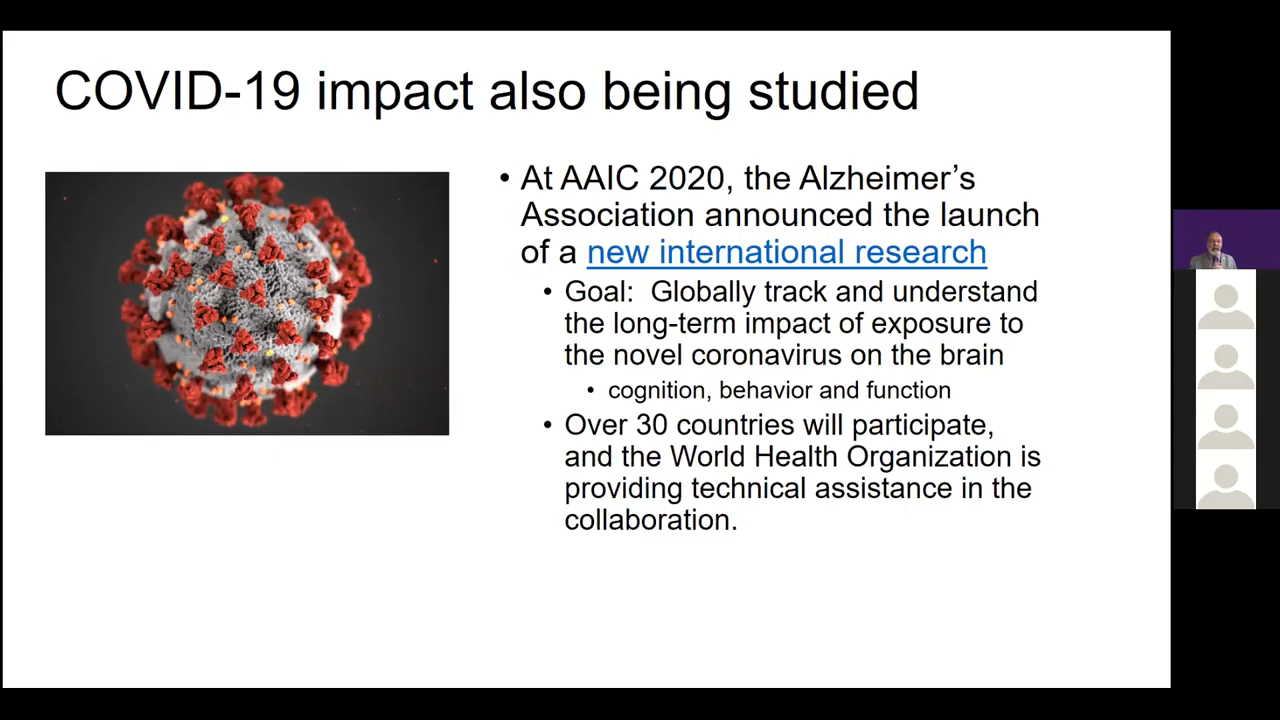 COVID-19 impact also being studied
• At AAIC 2020, the Alzheimer’s
Association announced the launch
of a new international research
• Goal:  Globally track and understand
the long-term impact of exposure to
the novel coronavirus on the brain
• cognition, behavior and function
• Over 30 countries will participate,
and the World Health Organization is
providing technical assistance in the
collaboration.